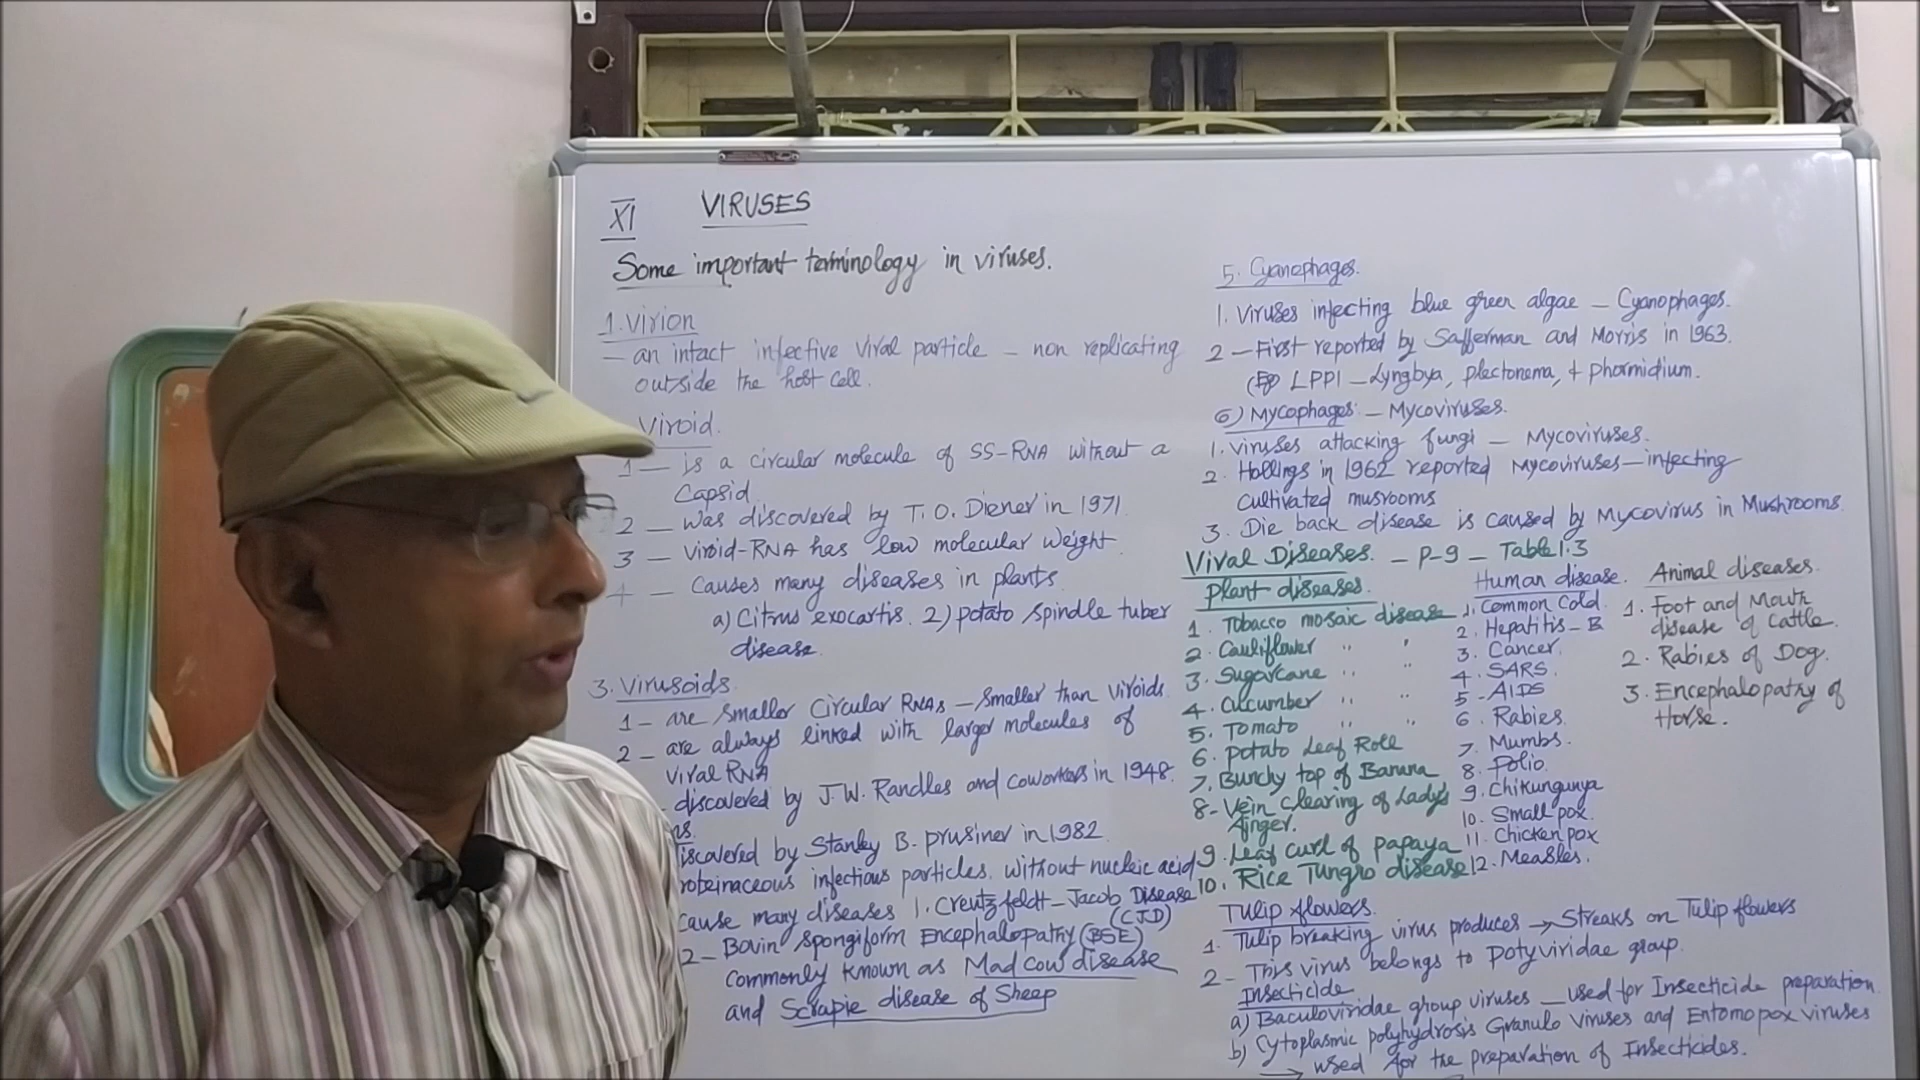 XI VIRUSES
Some important terminology in viruses.
1. Virion
— an intact infective viral particle — non replicating
outside the host cell.
Viroid.
1 — is a circular molecule of SS-RNA without a
Capsid
2 — was discovered by T. O. Diener in 1971.
3 — viroid-RNA has low molecular weight.
4 — causes many diseases in plants
a) Citrus exocartis. 2) potato spindle tuber
disease.
3. Virusoids.
1 — are smaller circular RNAs — smaller than viroids.
2 — are always linked with larger molecules of
viral RNA
- discovered by J.W. Randles and coworkers in 1948.
ns.
iscovered by Stanley B. prusiner in 1982
roteinaceous infectious particles. without nucleic acid
cause many diseases 1. Creutzfeldt-Jacob Disease
(CJD)
2 — Bovin spongiform Encephalopathy (BSE)
commonly known as Mad cow disease
and Scrapie disease of Sheep
5. Cyanophages.
1. Viruses infecting blue green algae — Cyanophages.
2 — First reported by Safferman and Morris in 1963.
LPP1 — Lyngbya, plectonema, + phormidium.
6) Mycophages: — Mycoviruses.
1. viruses attacking fungi — Mycoviruses.
2. Hollings in 1962 reported Mycoviruses — infecting
cultivated musrooms
3. Die back disease is caused by Mycovirus in Mushrooms.
Viral Diseases. — P-9 — Table 1.3
Plant diseases.
1. Tobacco mosaic disease
2. Cauliflower " "
3. Sugarcane " "
4. Cucumber " "
5. Tomato " "
6. potato Leaf Roll
7. Bunchy top of Banana
8- Vein clearing of Lady's
finger.
9. Leaf curl of papaya
10. Rice Tungro disease
Human disease.
1. Common Cold.
2. Hepatitis-B
3. Cancer.
4. SARS.
5 - AIDS
6. Rabies.
7. Mumbs.
8. Polio.
9. Chikungunya
10. Small pox.
11. Chicken pox
12. Measles.
Animal diseases.
1. Foot and Mouth
disease of cattle.
2. Rabies of Dog.
3. Encephalopathy of
Horse.
Tulip flowers.
1. Tulip breaking virus produces → Streaks on Tulip flowers
2 - This virus belongs to Potyviridae group.
Insecticide
a) Baculoviridae group viruses — used for Insecticide preparation
b) Cytoplasmic polyhydrosis Granulo viruses and Entomopox viruses
→ used for the preparation of Insecticides.